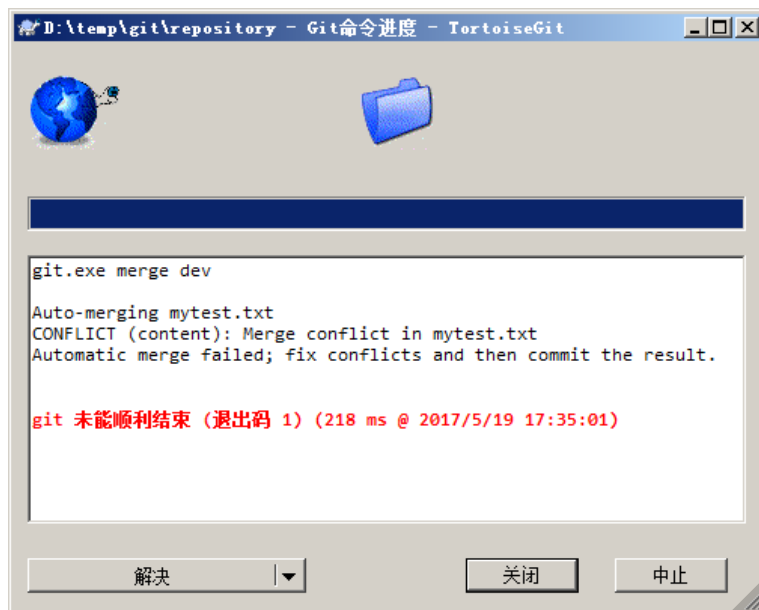 D:\temp\git\repository - Git命令进度 - TortoiseGit
git.exe merge dev
Auto-merging mytest.txt
CONFLICT (content): Merge conflict in mytest.txt
Automatic merge failed; fix conflicts and then commit the result.
git 未能顺利结束 (退出码 1) (218 ms @ 2017/5/19 17:35:01)
解决 关闭 中止